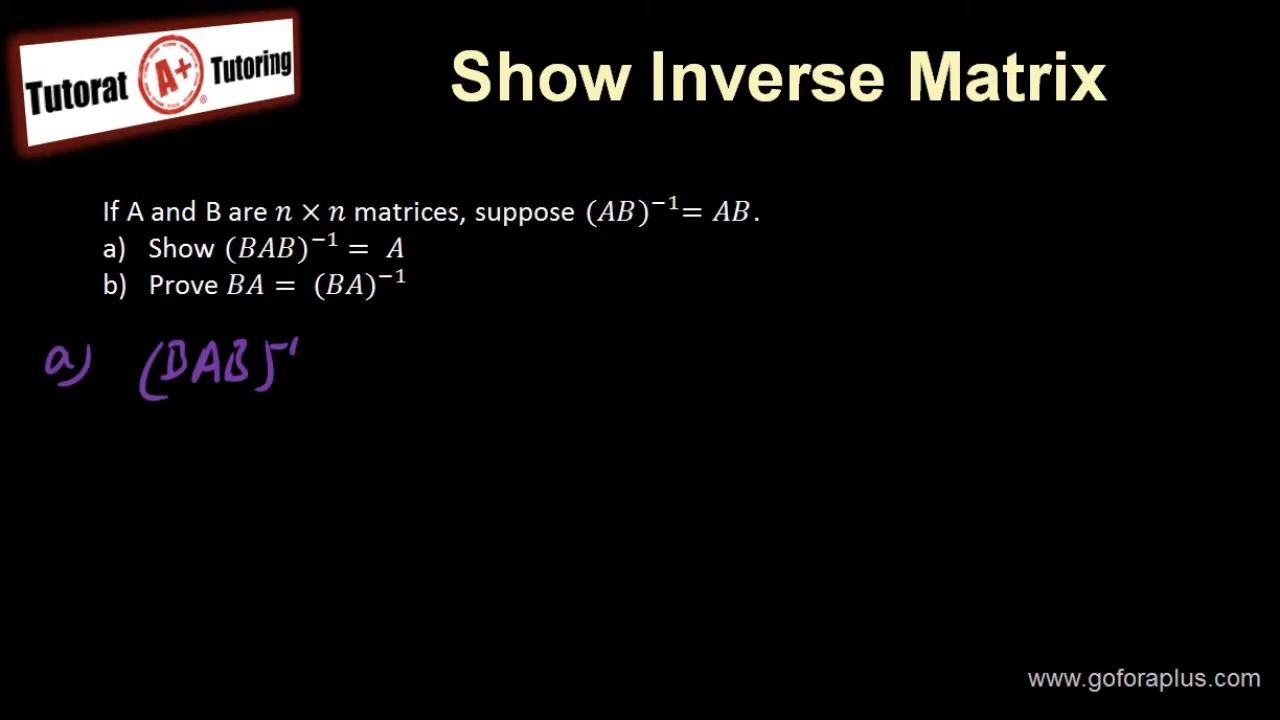 Tutorat A+ Tutoring
Show Inverse Matrix
If A and B are n × n matrices, suppose (AB)⁻¹= AB.
a) Show (BAB)⁻¹ = A
b) Prove BA = (BA)⁻¹
a) (BAB)⁻¹
www.goforaplus.com